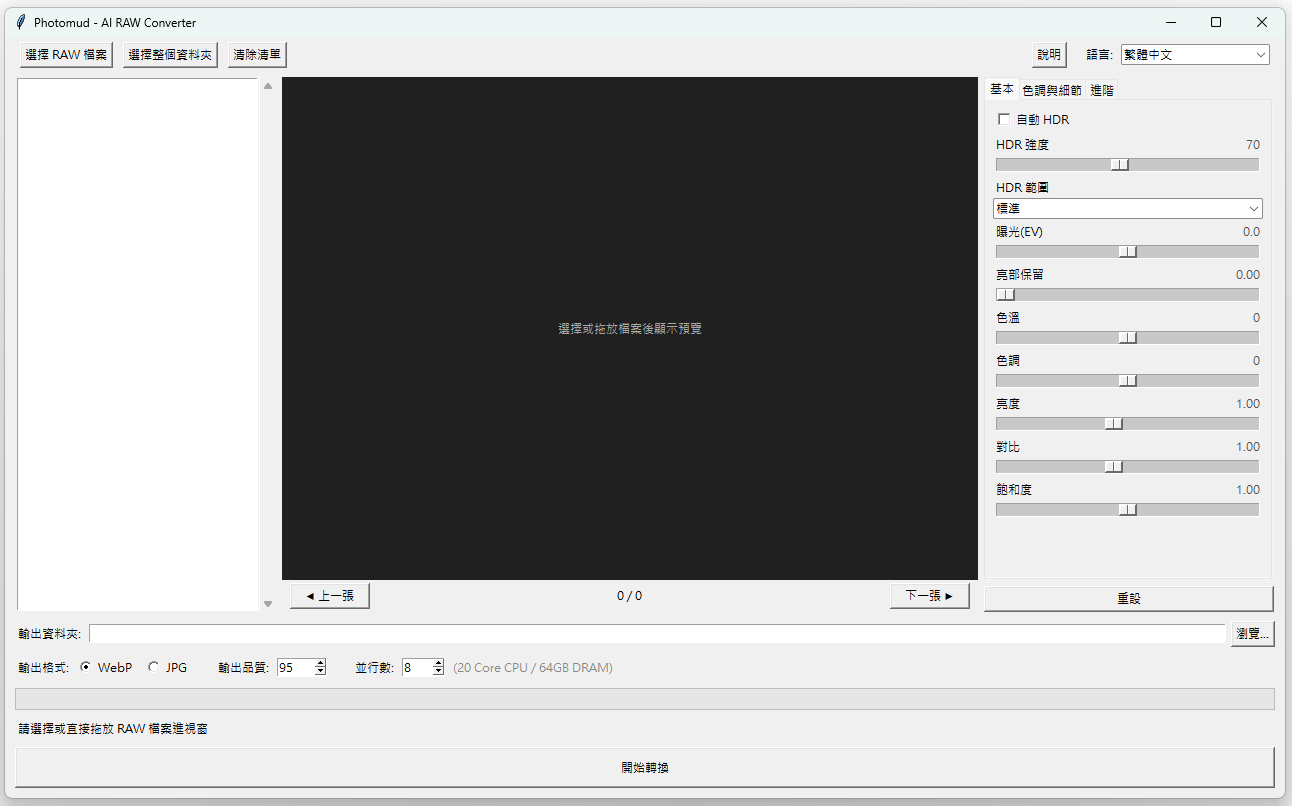 Photomud - AI RAW Converter
選擇 RAW 檔案 選擇整個資料夾 清除清單 說明 語言: 繁體中文
基本 色調與細節 進階
自動 HDR
HDR 強度 70
HDR 範圍
標準
曝光(EV) 0.0
亮部保留 0.00
色溫 0
色調 0
亮度 1.00
對比 1.00
飽和度 1.00
選擇或拖放檔案後顯示預覽
◄ 上一張 0 / 0 下一張 ► 重設
輸出資料夾: 瀏覽...
輸出格式: WebP JPG 輸出品質: 95 並行數: 8 (20 Core CPU / 64GB DRAM)
請選擇或直接拖放 RAW 檔案進視窗
開始轉換